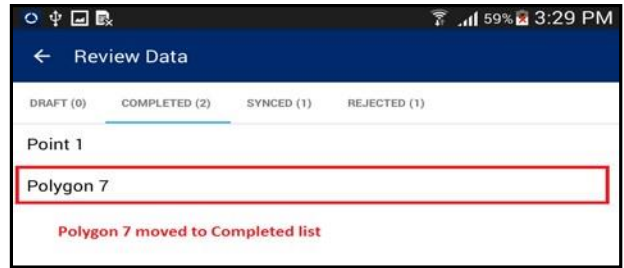 59% 3:29 PM
Review Data
DRAFT (0) COMPLETED (2) SYNCED (1) REJECTED (1)
Point 1
Polygon 7
Polygon 7 moved to Completed list